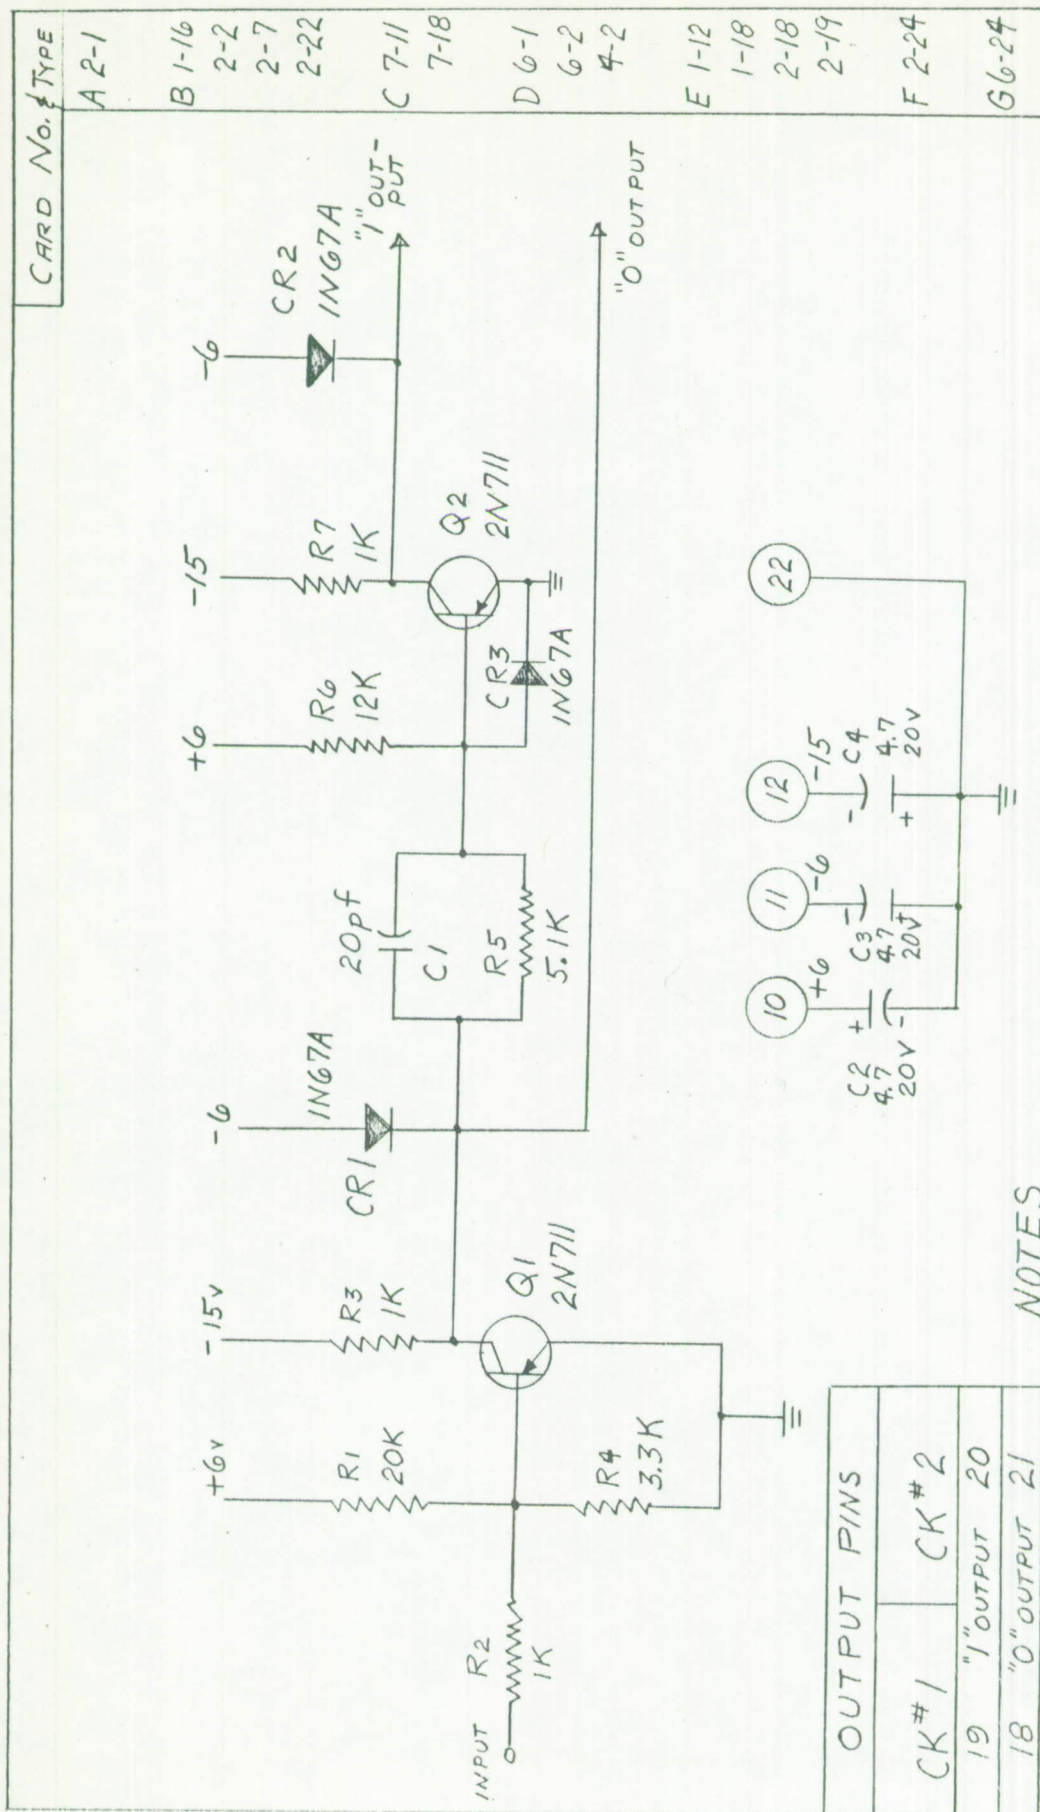 CARD No. & TYPE
A 2-1
B 1-16
2-2
2-7
2-22
C 7-11
7-18
D 6-1
6-2
4-2
E 1-12
1-18
2-18
2-19
F 2-24
G 6-24
+6v
-15v
-6
+6
-15
-6
R1
20K
R3
1K
1N67A
CR1
20pf
C1
R5
5.1K
R6
12K
R7
1K
CR2
1N67A
"1" OUT-
PUT
INPUT
R2
1K
Q1
2N711
R4
3.3K
Q2
2N711
CR3
1N67A
"0" OUTPUT
10
11
12
22
+6
-6
-15
C2
4.7
20V
+
-
C3
4.7
20V
-
+
C4
4.7
20V
-
+
OUTPUT PINS
CK#1 CK#2
19 "1" OUTPUT 20
18 "0" OUTPUT 21
NOTES